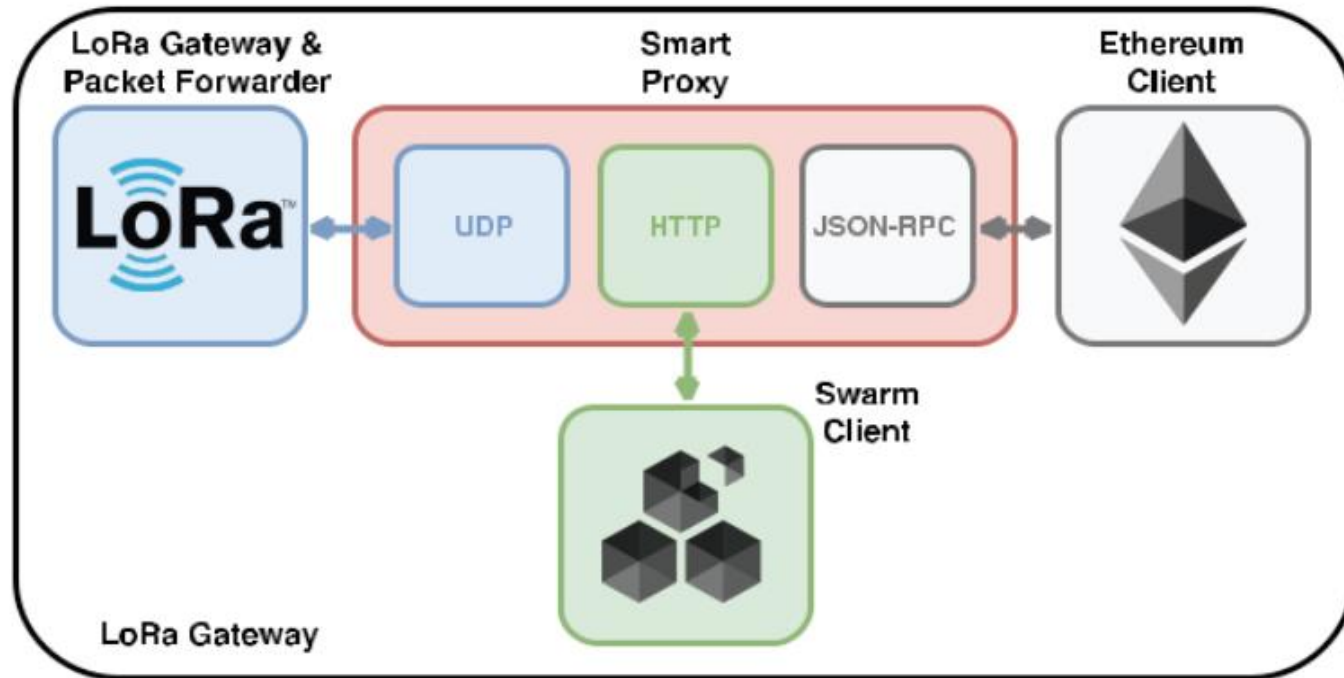 LoRa Gateway &
Packet Forwarder
Smart
Proxy
Ethereum
Client
LoRa™
UDP
HTTP
JSON-RPC
Swarm
Client
LoRa Gateway